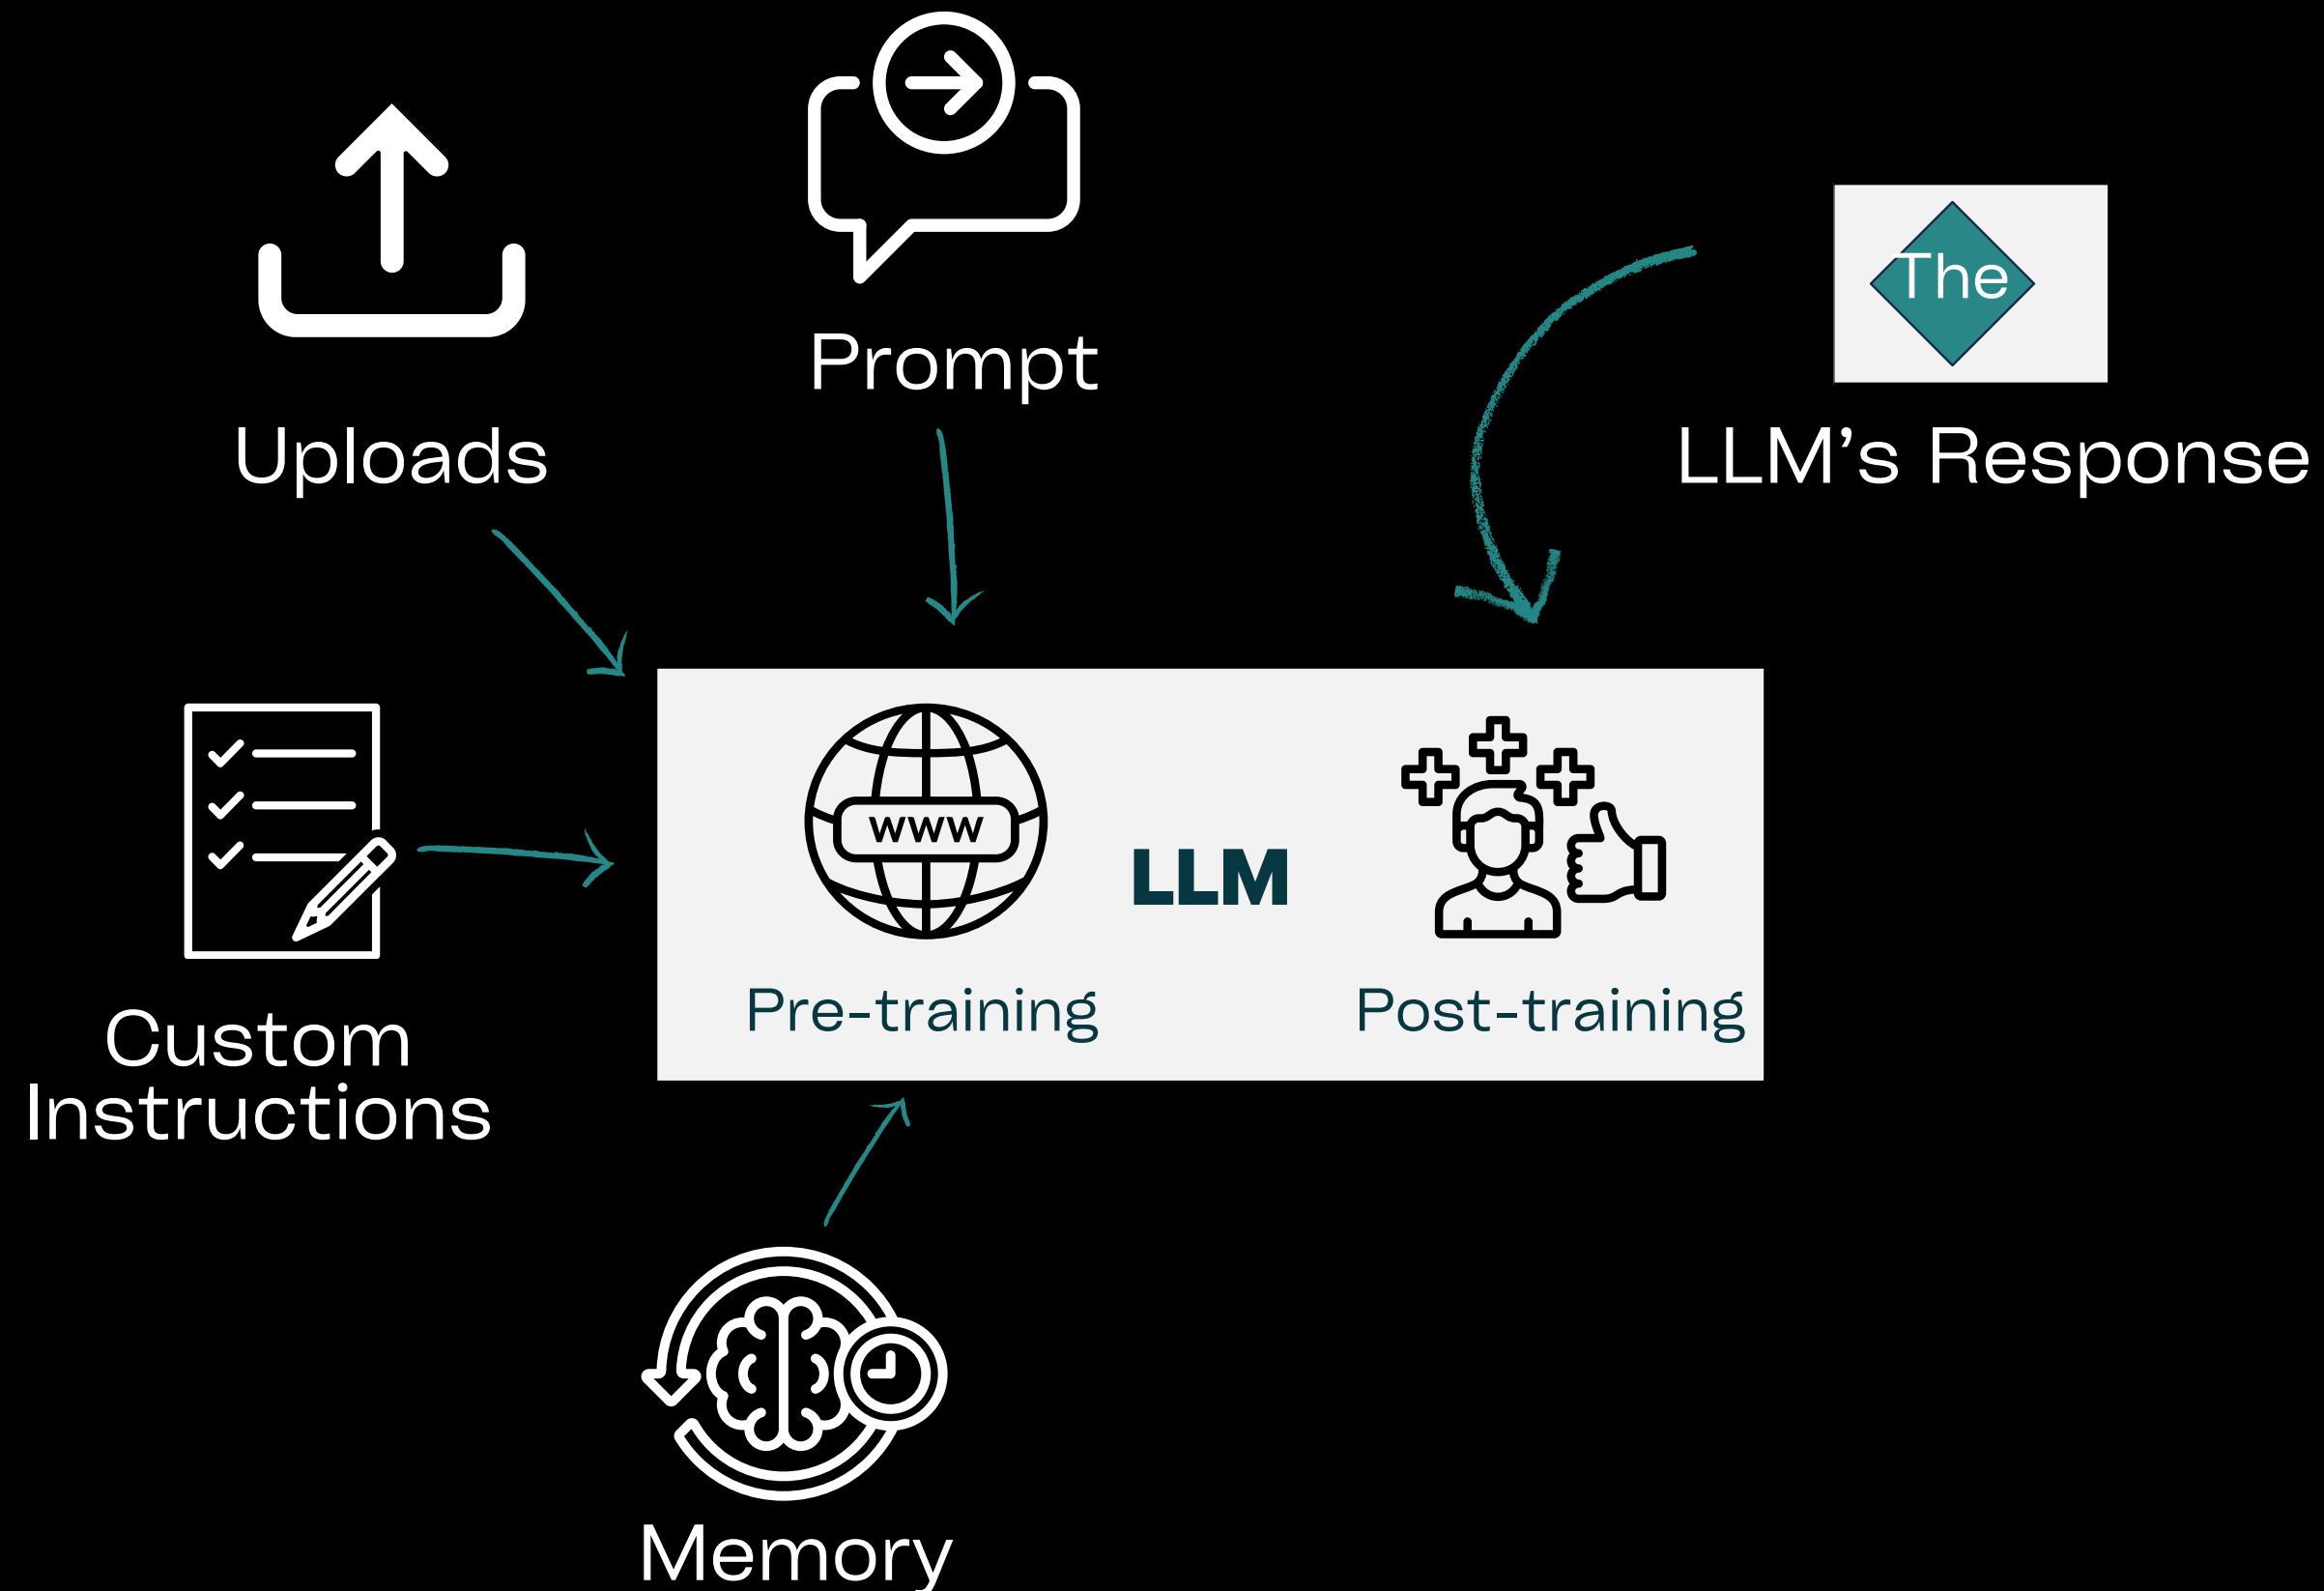 Prompt
The
Uploads
LLM’s Response
www
LLM
Pre-training
Post-training
Custom
Instructions
Memory